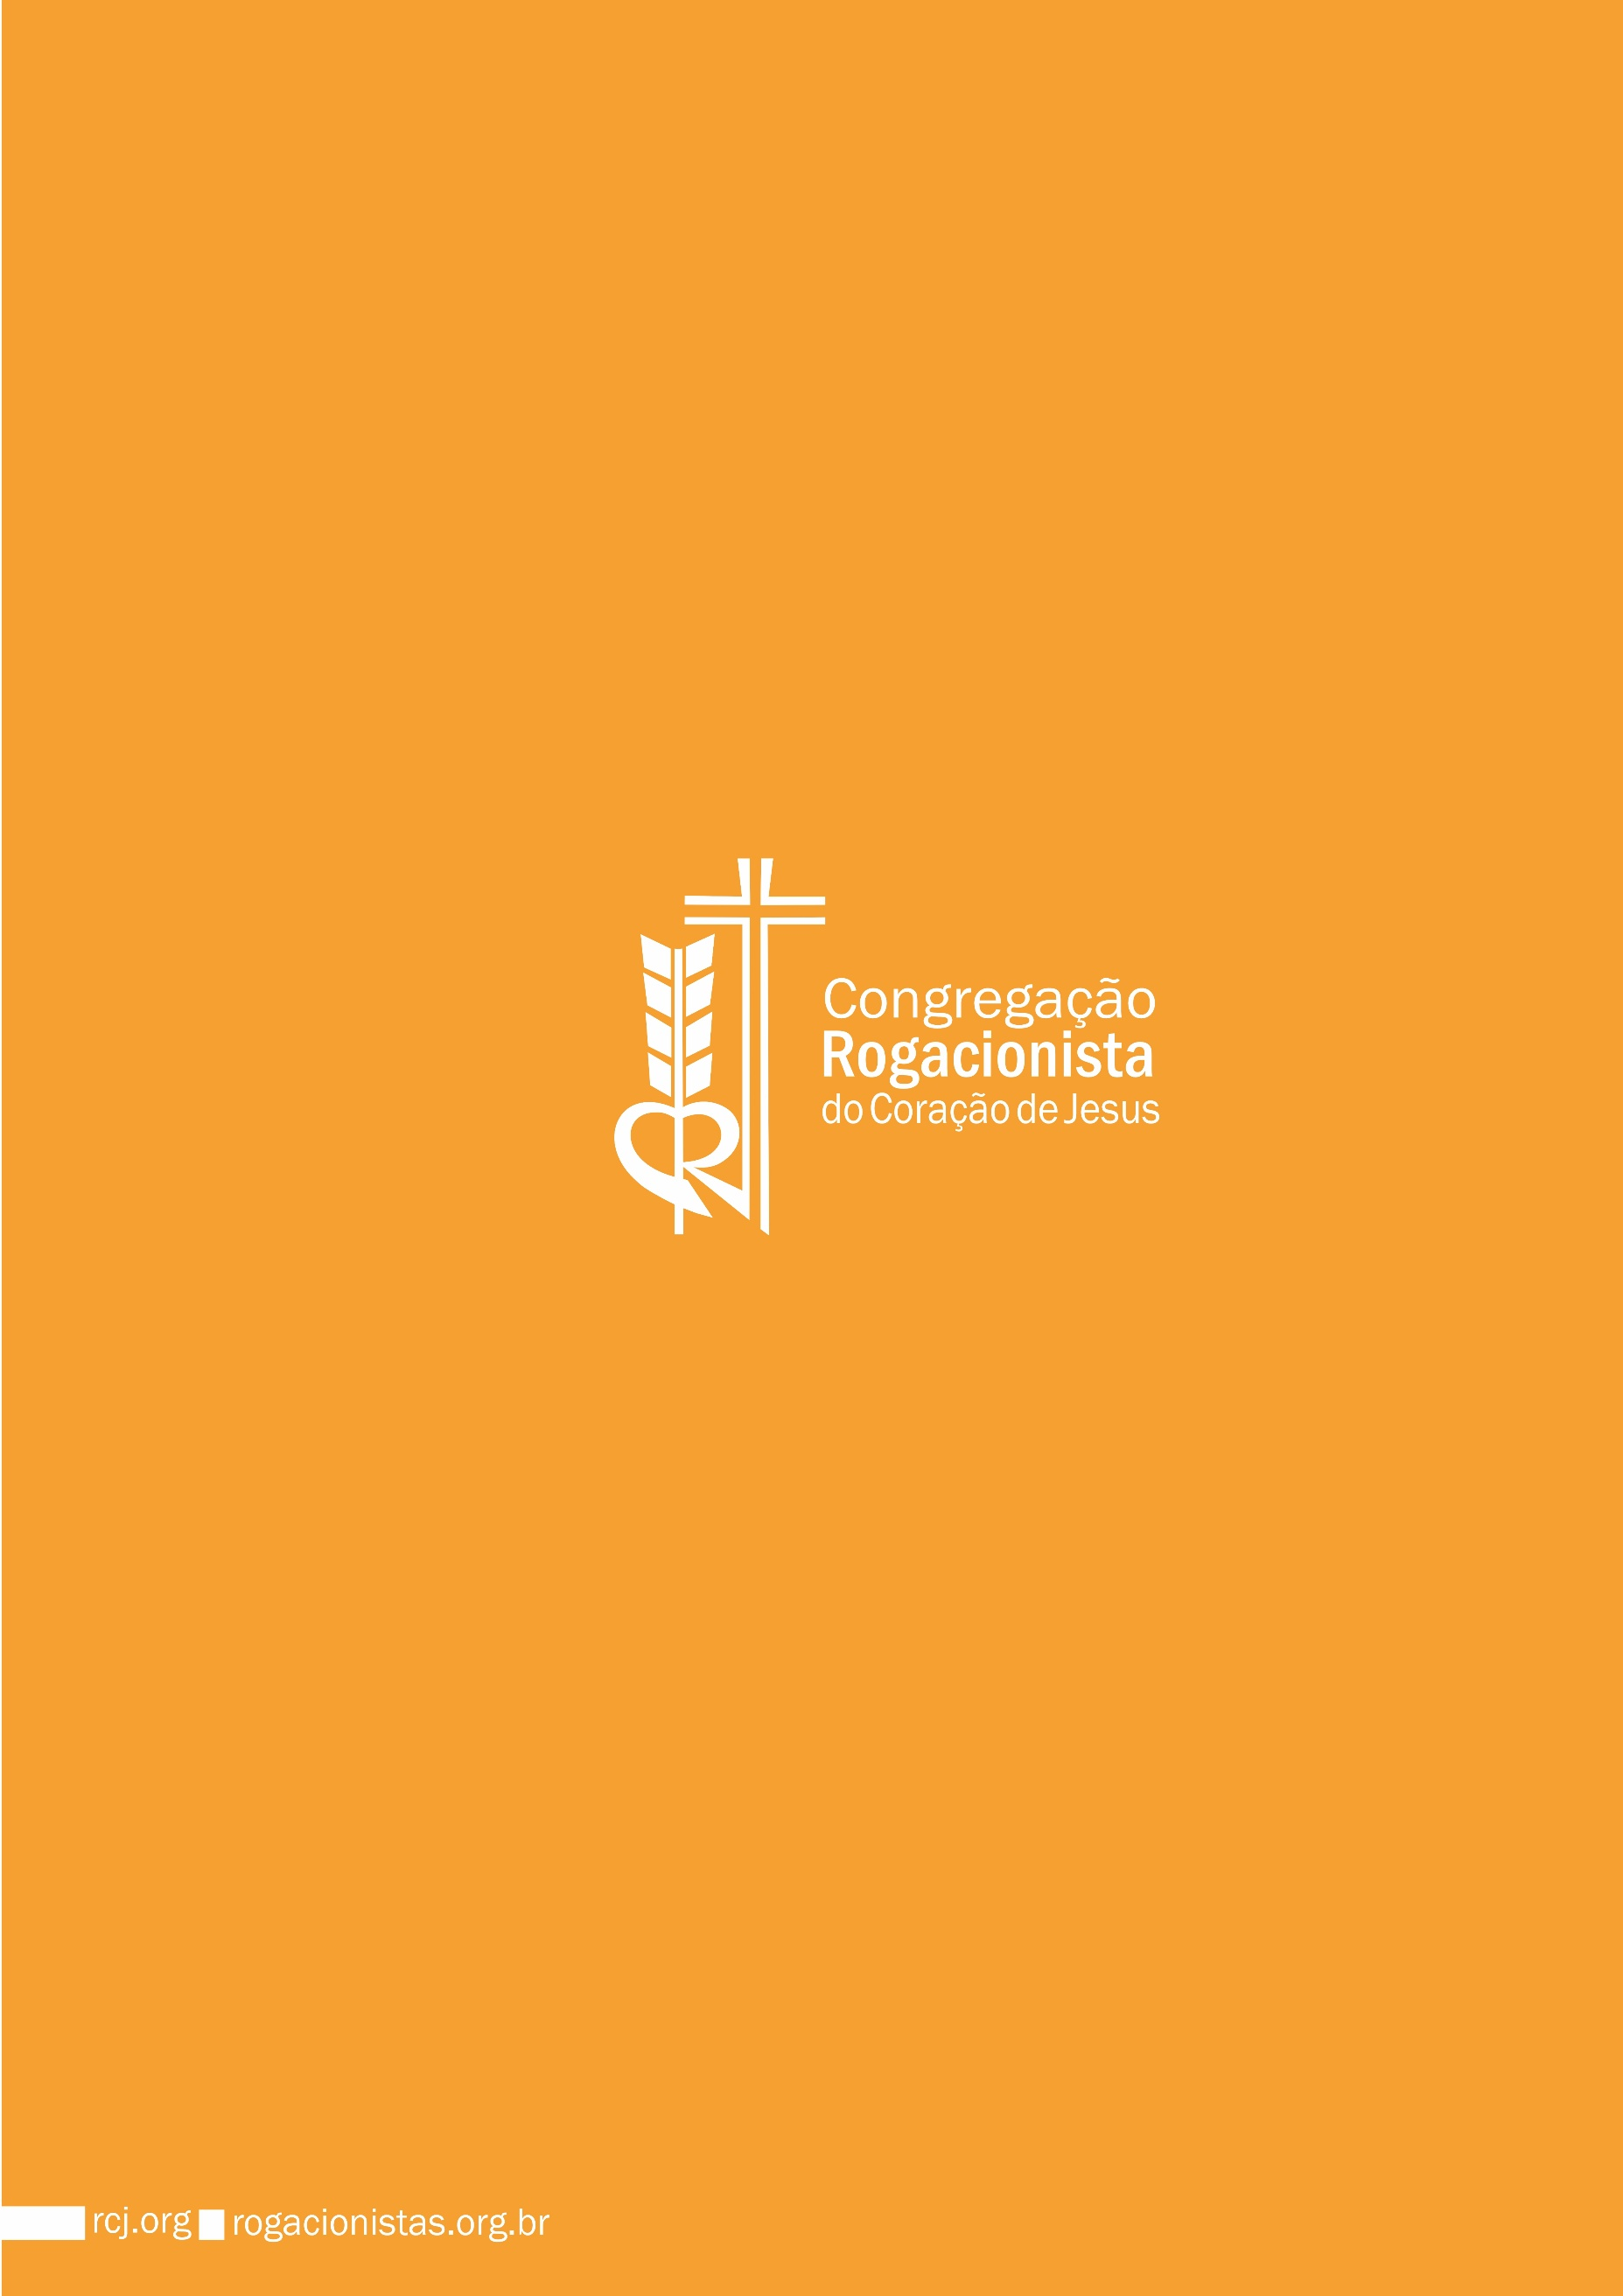 Congregação
Rogacionista
do Coração de Jesus
rcj.org rogacionistas.org.br